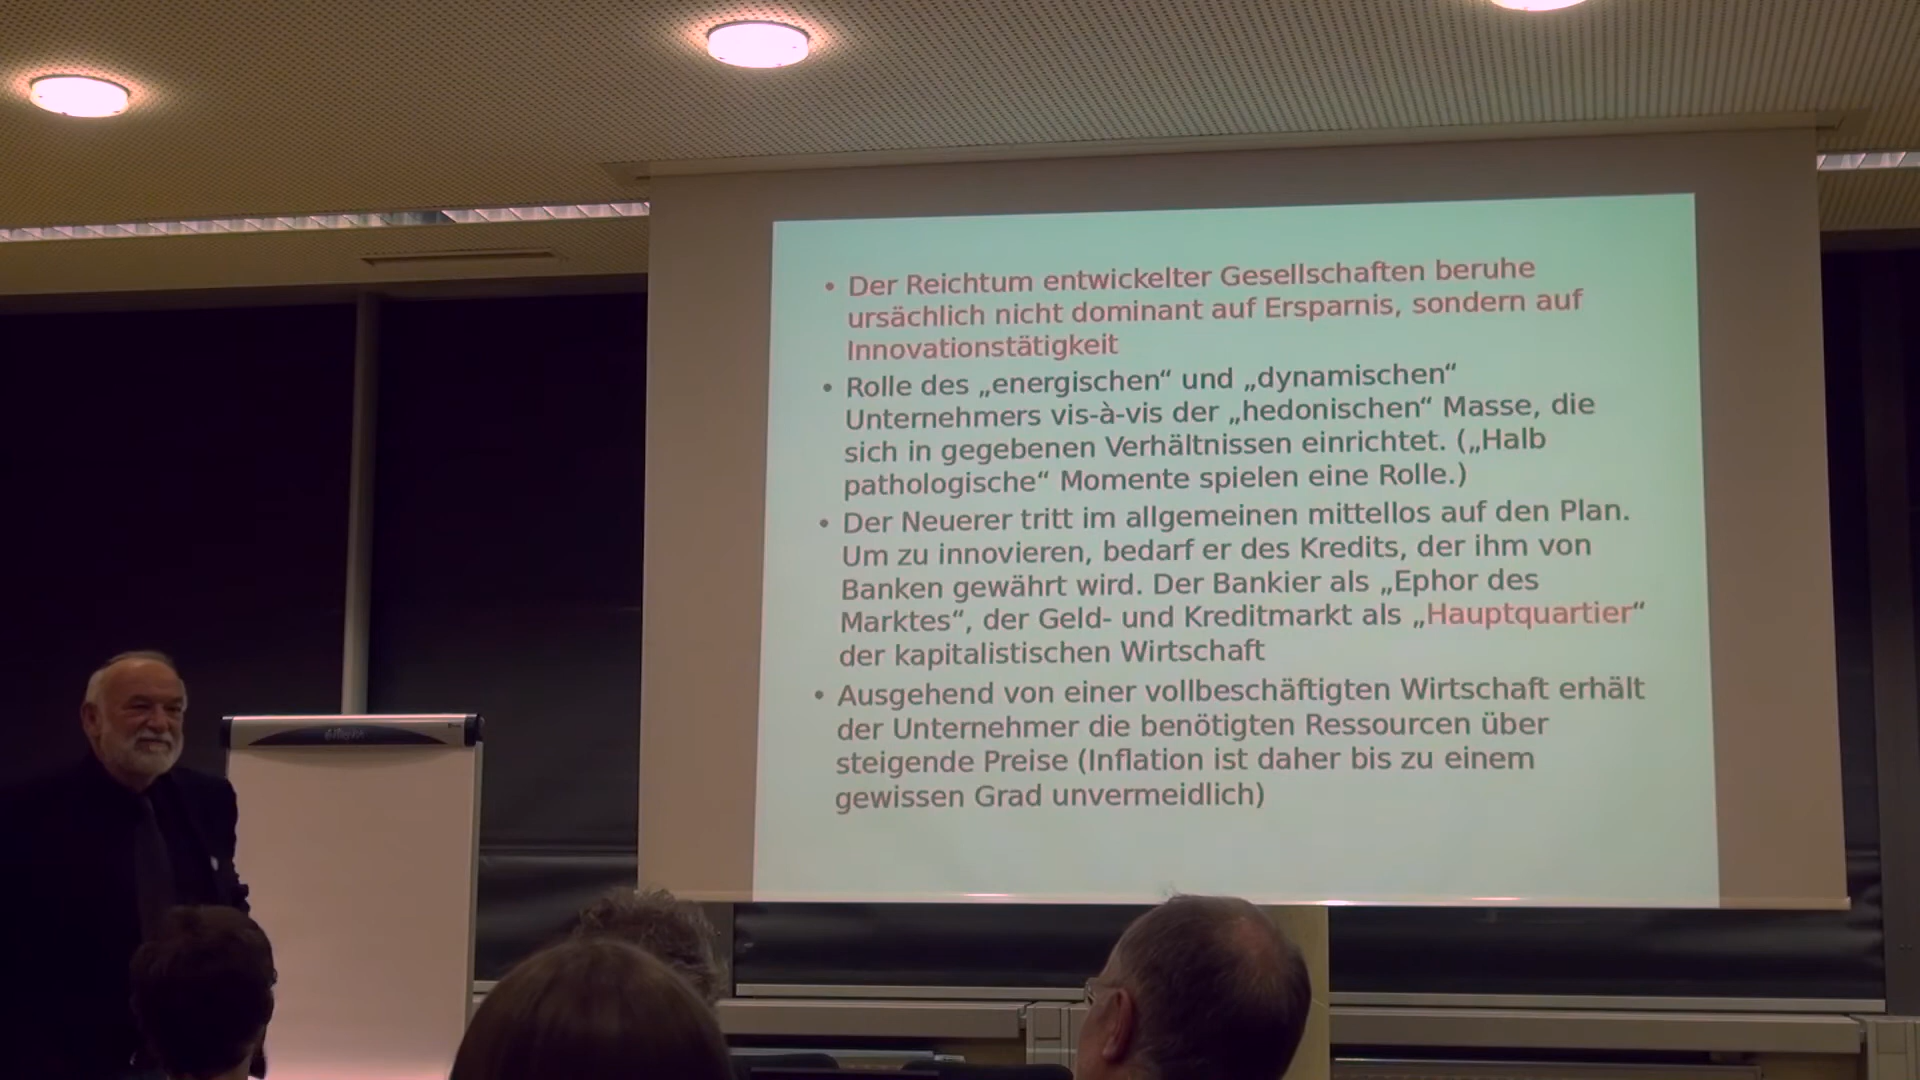 • Der Reichtum entwickelter Gesellschaften beruhe
ursächlich nicht dominant auf Ersparnis, sondern auf
Innovationstätigkeit
• Rolle des „energischen“ und „dynamischen“
Unternehmers vis-à-vis der „hedonischen“ Masse, die
sich in gegebenen Verhältnissen einrichtet. („Halb
pathologische“ Momente spielen eine Rolle.)
• Der Neuerer tritt im allgemeinen mittellos auf den Plan.
Um zu innovieren, bedarf er des Kredits, der ihm von
Banken gewährt wird. Der Bankier als „Ephor des
Marktes“, der Geld- und Kreditmarkt als „Hauptquartier“
der kapitalistischen Wirtschaft
• Ausgehend von einer vollbeschäftigten Wirtschaft erhält
der Unternehmer die benötigten Ressourcen über
steigende Preise (Inflation ist daher bis zu einem
gewissen Grad unvermeidlich)